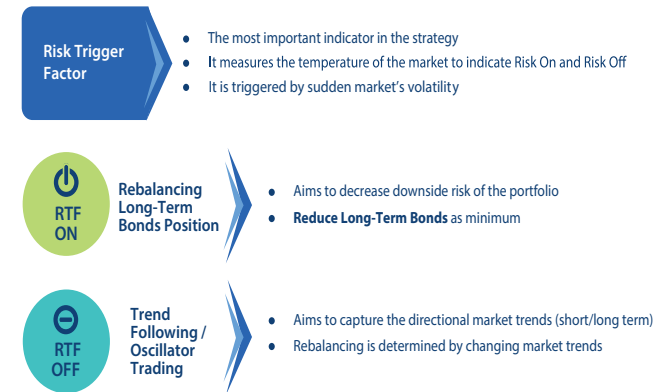 Risk Trigger
Factor
• The most important indicator in the strategy
• It measures the temperature of the market to indicate Risk On and Risk Off
• It is triggered by sudden market's volatility
RTF
ON
Rebalancing
Long-Term
Bonds Position
• Aims to decrease downside risk of the portfolio
• Reduce Long-Term Bonds as minimum
RTF
OFF
Trend
Following /
Oscillator
Trading
• Aims to capture the directional market trends (short/long term)
• Rebalancing is determined by changing market trends